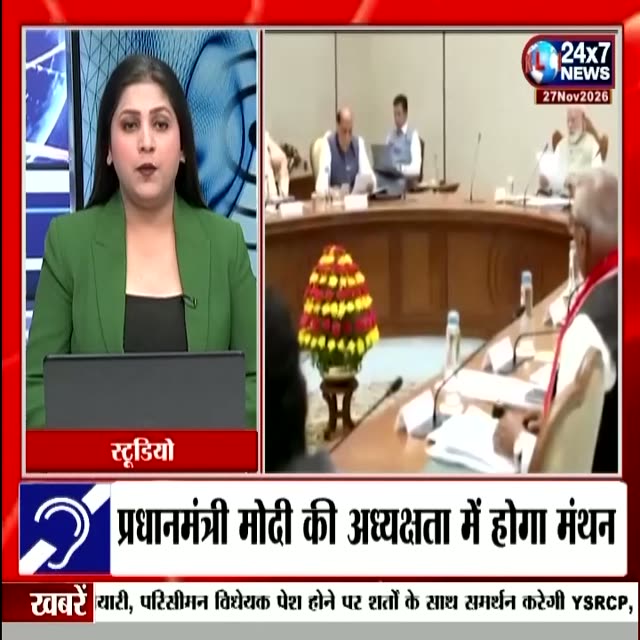 24x7
NEWS
27Nov2026
स्टूडियो
प्रधानमंत्री मोदी की अध्यक्षता में होगा मंथन
खबरें
यारी, परिसीमन विधेयक पेश होने पर शर्तों के साथ समर्थन करेगी YSRCP,